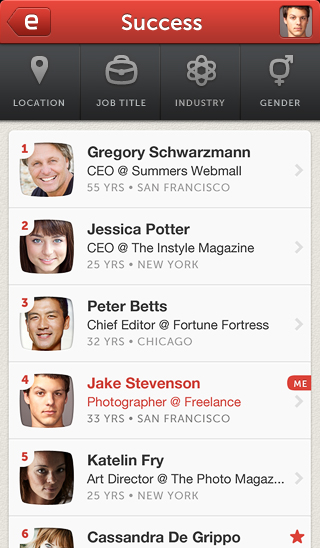 e
Success
LOCATION
JOB TITLE
INDUSTRY
GENDER
1
Gregory Schwarzmann
CEO @ Summers Webmall
55 YRS • SAN FRANCISCO
2
Jessica Potter
CEO @ The Instyle Magazine
25 YRS • NEW YORK
3
Peter Betts
Chief Editor @ Fortune Fortress
32 YRS • CHICAGO
4
Jake Stevenson
ME
Photographer @ Freelance
33 YRS • SAN FRANCISCO
5
Katelin Fry
Art Director @ The Photo Magaz...
25 YRS • NEW YORK
6
Cassandra De Grippo